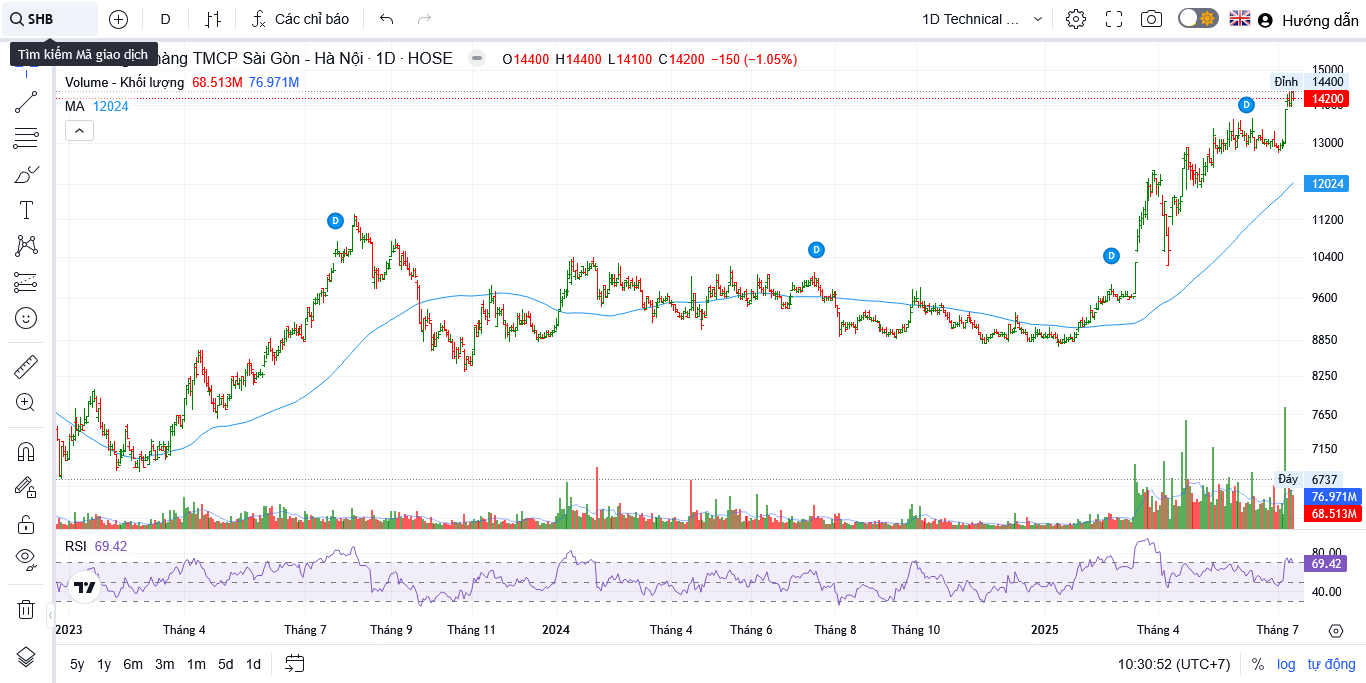 SHB
D
Các chỉ báo
1D Technical ...
Hướng dẫn
Tìm kiếm Mã giao dịch
hàng TMCP Sài Gòn - Hà Nội · 1D · HOSE
O14400 H14400 L14100 C14200 −150 (−1.05%)
Volume - Khối lượng 68.513M 76.971M
MA 12024
15000
Đỉnh 14400
14200
13000
12024
11200
10400
9600
8850
8250
7650
7150
Đáy 6737
76.971M
68.513M
D
D
D
D
RSI 69.42
80.00
69.42
40.00
2023 Tháng 4 Tháng 7 Tháng 9 Tháng 11 2024 Tháng 4 Tháng 6 Tháng 8 Tháng 10 2025 Tháng 4 Tháng 7
5y 1y 6m 3m 1m 5d 1d
10:30:52 (UTC+7) % log tự động